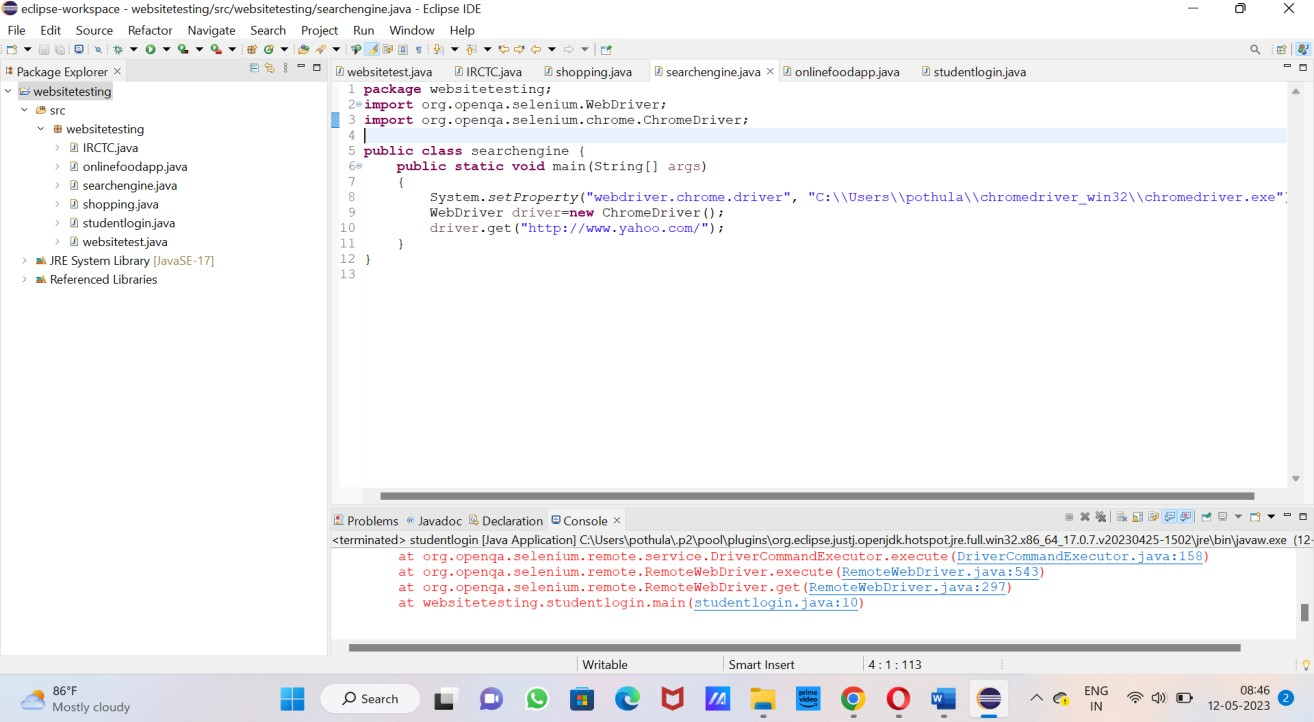 eclipse-workspace - websitetesting/src/websitetesting/searchengine.java - Eclipse IDE
File Edit Source Refactor Navigate Search Project Run Window Help
Package Explorer
websitetesting
src
websitetesting
IRCTC.java
onlinefoodapp.java
searchengine.java
shopping.java
studentlogin.java
websitetest.java
JRE System Library [JavaSE-17]
Referenced Libraries
websitetest.java IRCTC.java shopping.java searchengine.java onlinefoodapp.java studentlogin.java
1 package websitetesting;
2 import org.openqa.selenium.WebDriver;
3 import org.openqa.selenium.chrome.ChromeDriver;
4
5 public class searchengine {
6 public static void main(String[] args)
7 {
8 System.setProperty("webdriver.chrome.driver", "C:\\Users\\pothula\\chromedriver_win32\\chromedriver.exe")
9 WebDriver driver=new ChromeDriver();
10 driver.get("http://www.yahoo.com/");
11 }
12 }
13
Problems Javadoc Declaration Console
<terminated> studentlogin [Java Application] C:\Users\pothula\.p2\pool\plugins\org.eclipse.justj.openjdk.hotspot.jre.full.win32.x86_64_17.0.7.v20230425-1502\jre\bin\javaw.exe (12-
at org.openqa.selenium.remote.service.DriverCommandExecutor.execute(DriverCommandExecutor.java:158)
at org.openqa.selenium.remote.RemoteWebDriver.execute(RemoteWebDriver.java:543)
at org.openqa.selenium.remote.RemoteWebDriver.get(RemoteWebDriver.java:297)
at websitetesting.studentlogin.main(studentlogin.java:10)
Writable Smart Insert 4 : 1 : 113
86°F
Mostly cloudy
Search
prime video
ENG
IN
08:46
12-05-2023
2